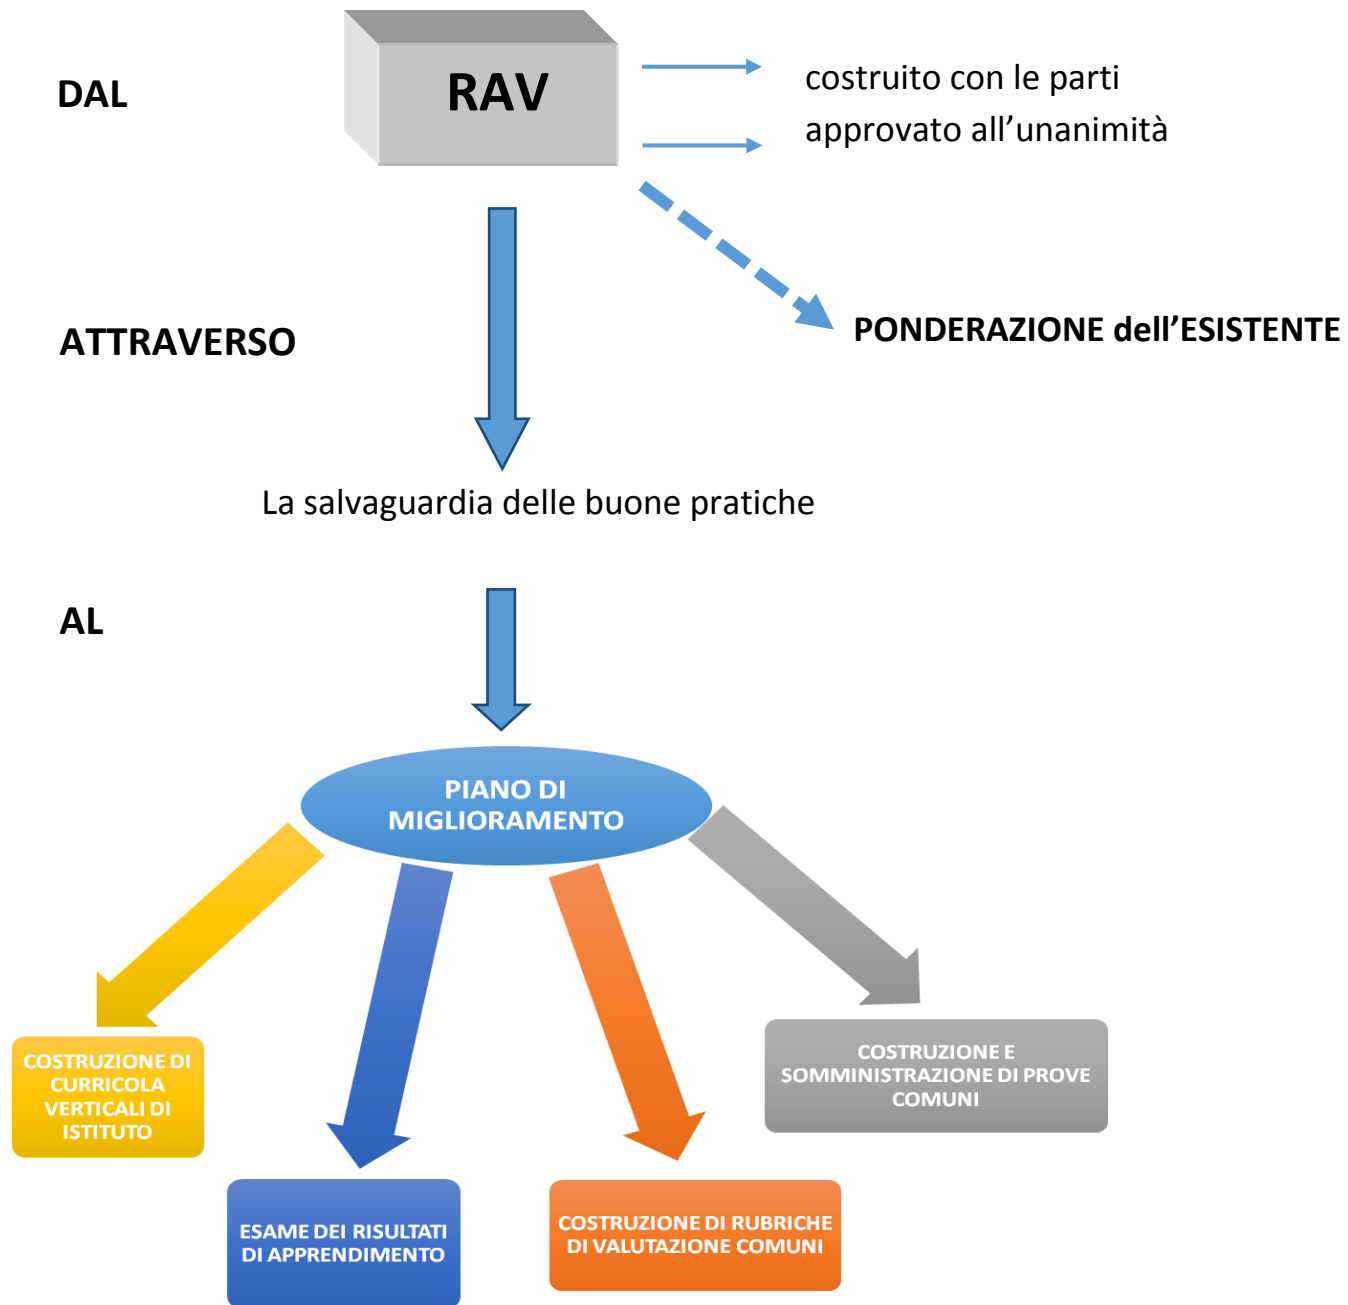 DAL
RAV
costruito con le parti
approvato all’unanimità
ATTRAVERSO
PONDERAZIONE dell’ESISTENTE
La salvaguardia delle buone pratiche
AL
PIANO DI
MIGLIORAMENTO
COSTRUZIONE DI
CURRICOLA
VERTICALI DI
ISTITUTO
ESAME DEI RISULTATI
DI APPRENDIMENTO
COSTRUZIONE DI RUBRICHE
DI VALUTAZIONE COMUNI
COSTRUZIONE E
SOMMINISTRAZIONE DI PROVE
COMUNI